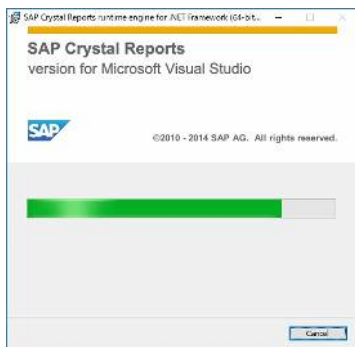 SAP Crystal Reports runtime engine for .NET Framework (64-bit...
SAP Crystal Reports
version for Microsoft Visual Studio
SAP
©2010 - 2014 SAP AG. All rights reserved.
Cancel